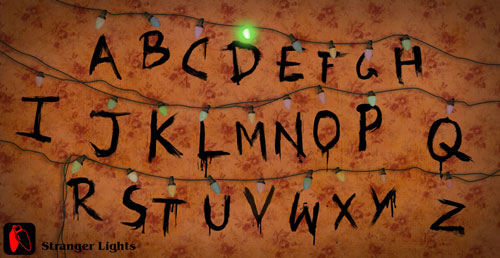 A B C D E F G H
I J K L M N O P Q
R S T U V W X Y Z
Stranger Lights